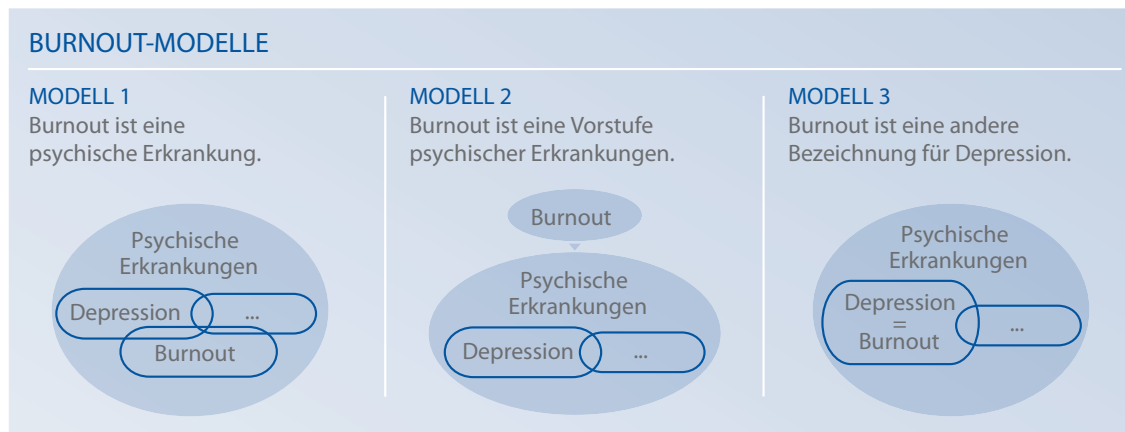 BURNOUT-MODELLE
MODELL 1
Burnout ist eine
psychische Erkrankung.
Psychische
Erkrankungen
Depression
...
Burnout
MODELL 2
Burnout ist eine Vorstufe
psychischer Erkrankungen.
Burnout
Psychische
Erkrankungen
Depression
...
MODELL 3
Burnout ist eine andere
Bezeichnung für Depression.
Psychische
Erkrankungen
Depression
=
Burnout
...